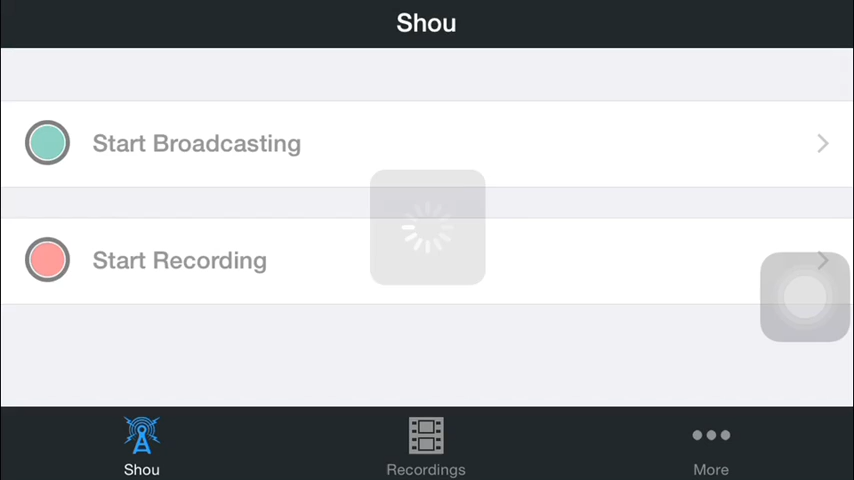 Shou
Start Broadcasting
Start Recording
Shou
Recordings
More